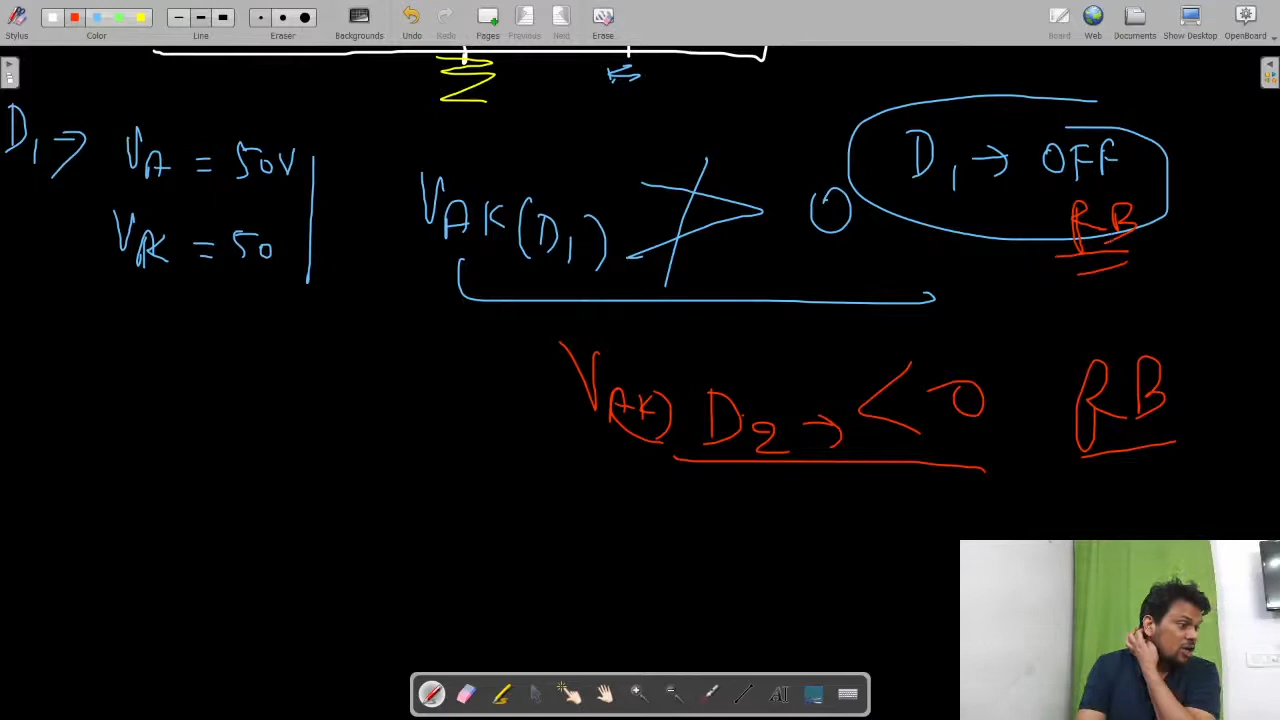 Stylus Color Line Eraser Backgrounds Undo Pages Previous Next Erase Board Web Documents Show Desktop OpenBoard
D1 → VA = 50V
VAK(D1) > 0
D1 → OFF
RB
VK = 50
VAK) D2 → < 0 RB
AI